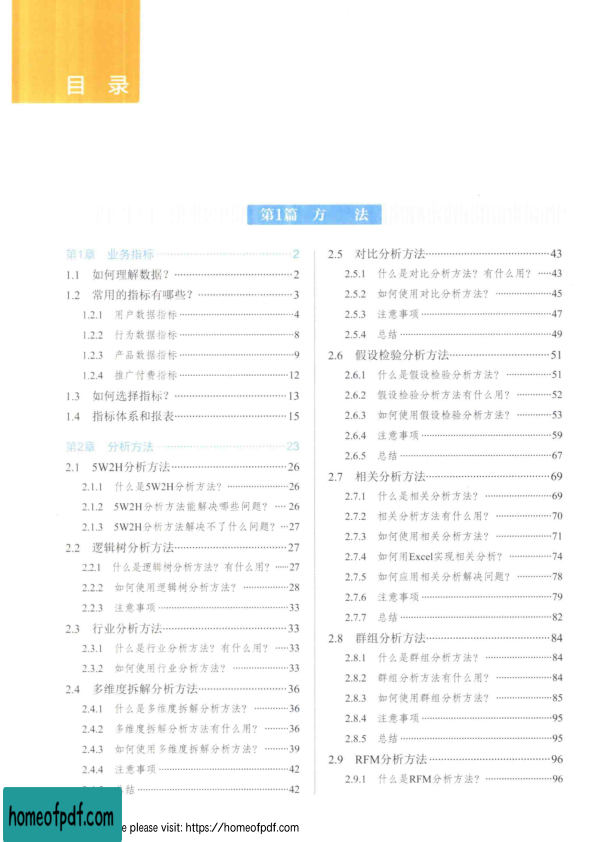 目 录
第1篇 方 法
第1章 业务指标 2
1.1 如何理解数据? 2
1.2 常用的指标有哪些? 3
1.2.1 用户数据指标 4
1.2.2 行为数据指标 8
1.2.3 产品数据指标 9
1.2.4 推广付费指标 12
1.3 如何选择指标? 13
1.4 指标体系和报表 15
第2章 分析方法 23
2.1 5W2H分析方法 26
2.1.1 什么是5W2H分析方法? 26
2.1.2 5W2H分析方法能解决哪些问题? 26
2.1.3 5W2H分析方法解决不了什么问题? 27
2.2 逻辑树分析方法 27
2.2.1 什么是逻辑树分析方法?有什么用? 27
2.2.2 如何使用逻辑树分析方法? 28
2.2.3 注意事项 33
2.3 行业分析方法 33
2.3.1 什么是行业分析方法?有什么用? 33
2.3.2 如何使用行业分析方法? 33
2.4 多维度拆解分析方法 36
2.4.1 什么是多维度拆解分析方法? 36
2.4.2 多维度拆解分析方法有什么用? 36
2.4.3 如何使用多维度拆解分析方法? 39
2.4.4 注意事项 42
结 42
2.5 对比分析方法 43
2.5.1 什么是对比分析方法?有什么用? 43
2.5.2 如何使用对比分析方法? 45
2.5.3 注意事项 47
2.5.4 总结 49
2.6 假设检验分析方法 51
2.6.1 什么是假设检验分析方法? 51
2.6.2 假设检验分析方法有什么用? 52
2.6.3 如何使用假设检验分析方法? 53
2.6.4 注意事项 59
2.6.5 总结 67
2.7 相关分析方法 69
2.7.1 什么是相关分析方法? 69
2.7.2 相关分析方法有什么用? 70
2.7.3 如何使用相关分析方法? 71
2.7.4 如何用Excel实现相关分析? 74
2.7.5 如何应用相关分析解决问题? 78
2.7.6 注意事项 79
2.7.7 总结 82
2.8 群组分析方法 84
2.8.1 什么是群组分析方法? 84
2.8.2 群组分析方法有什么用? 84
2.8.3 如何使用群组分析方法? 85
2.8.4 注意事项 95
2.8.5 总结 95
2.9 RFM分析方法 96
2.9.1 什么是RFM分析方法? 96
homeofpdf.com
e please visit: https://homeofpdf.com